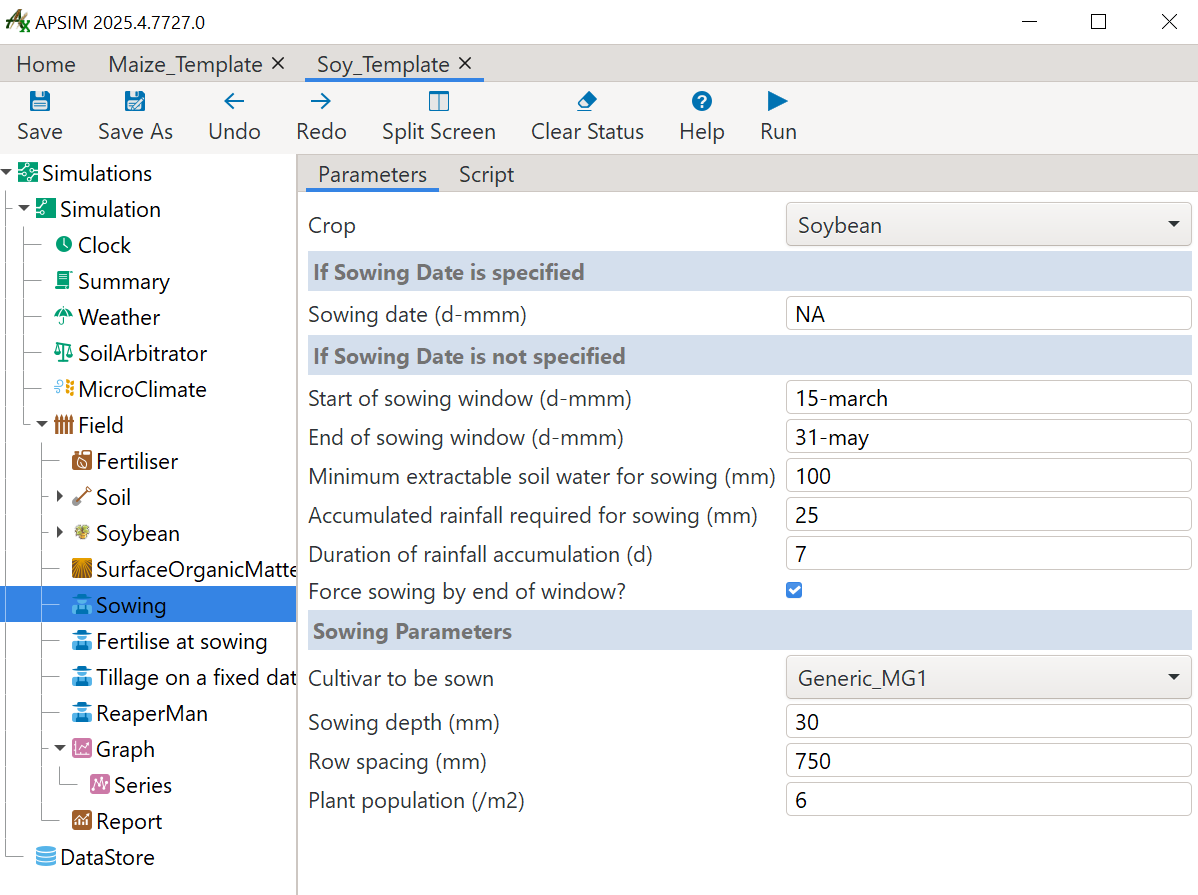 APSIM 2025.4.7727.0
Home Maize_Template Soy_Template
Save Save As Undo Redo Split Screen Clear Status Help Run
Simulations
Simulation
Clock
Summary
Weather
SoilArbitrator
MicroClimate
Field
Fertiliser
Soil
Soybean
SurfaceOrganicMatte
Sowing
Fertilise at sowing
Tillage on a fixed dat
ReaperMan
Graph
Series
Report
DataStore
Parameters Script
Crop Soybean
If Sowing Date is specified
Sowing date (d-mmm) NA
If Sowing Date is not specified
Start of sowing window (d-mmm) 15-march
End of sowing window (d-mmm) 31-may
Minimum extractable soil water for sowing (mm) 100
Accumulated rainfall required for sowing (mm) 25
Duration of rainfall accumulation (d) 7
Force sowing by end of window?
Sowing Parameters
Cultivar to be sown Generic_MG1
Sowing depth (mm) 30
Row spacing (mm) 750
Plant population (/m2) 6